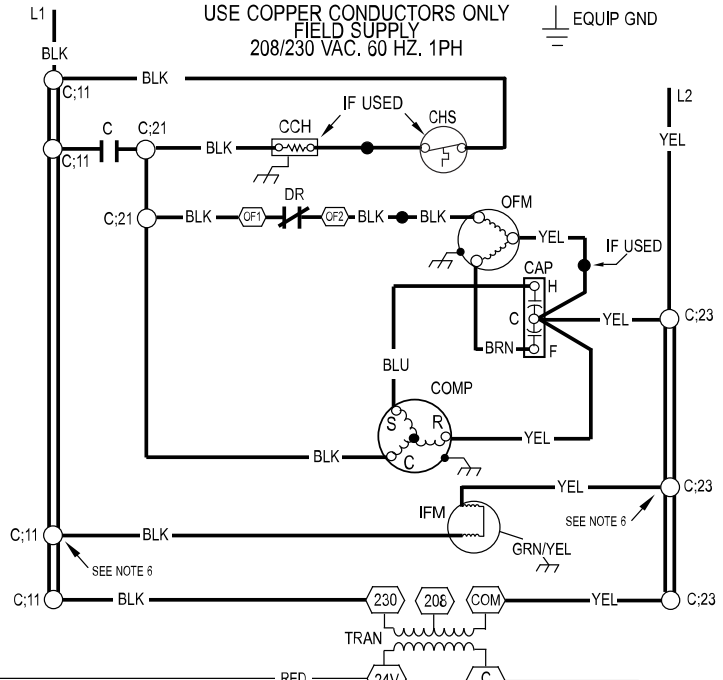 L1
USE COPPER CONDUCTORS ONLY
FIELD SUPPLY
208/230 VAC. 60 HZ. 1PH
EQUIP GND
BLK
BLK
C;11
L2
IF USED
CCH
CHS
C
C;21
BLK
BLK
C;11
YEL
DR
C;21
BLK
OF1
OF2
BLK
BLK
OFM
YEL
IF USED
CAP
H
C
YEL
C;23
BRN
F
BLU
COMP
S
R
YEL
C
BLK
YEL
C;23
IFM
SEE NOTE 6
C;11
BLK
GRN/YEL
SEE NOTE 6
C;11
BLK
230
208
COM
YEL
C;23
TRAN
RED
24V
C